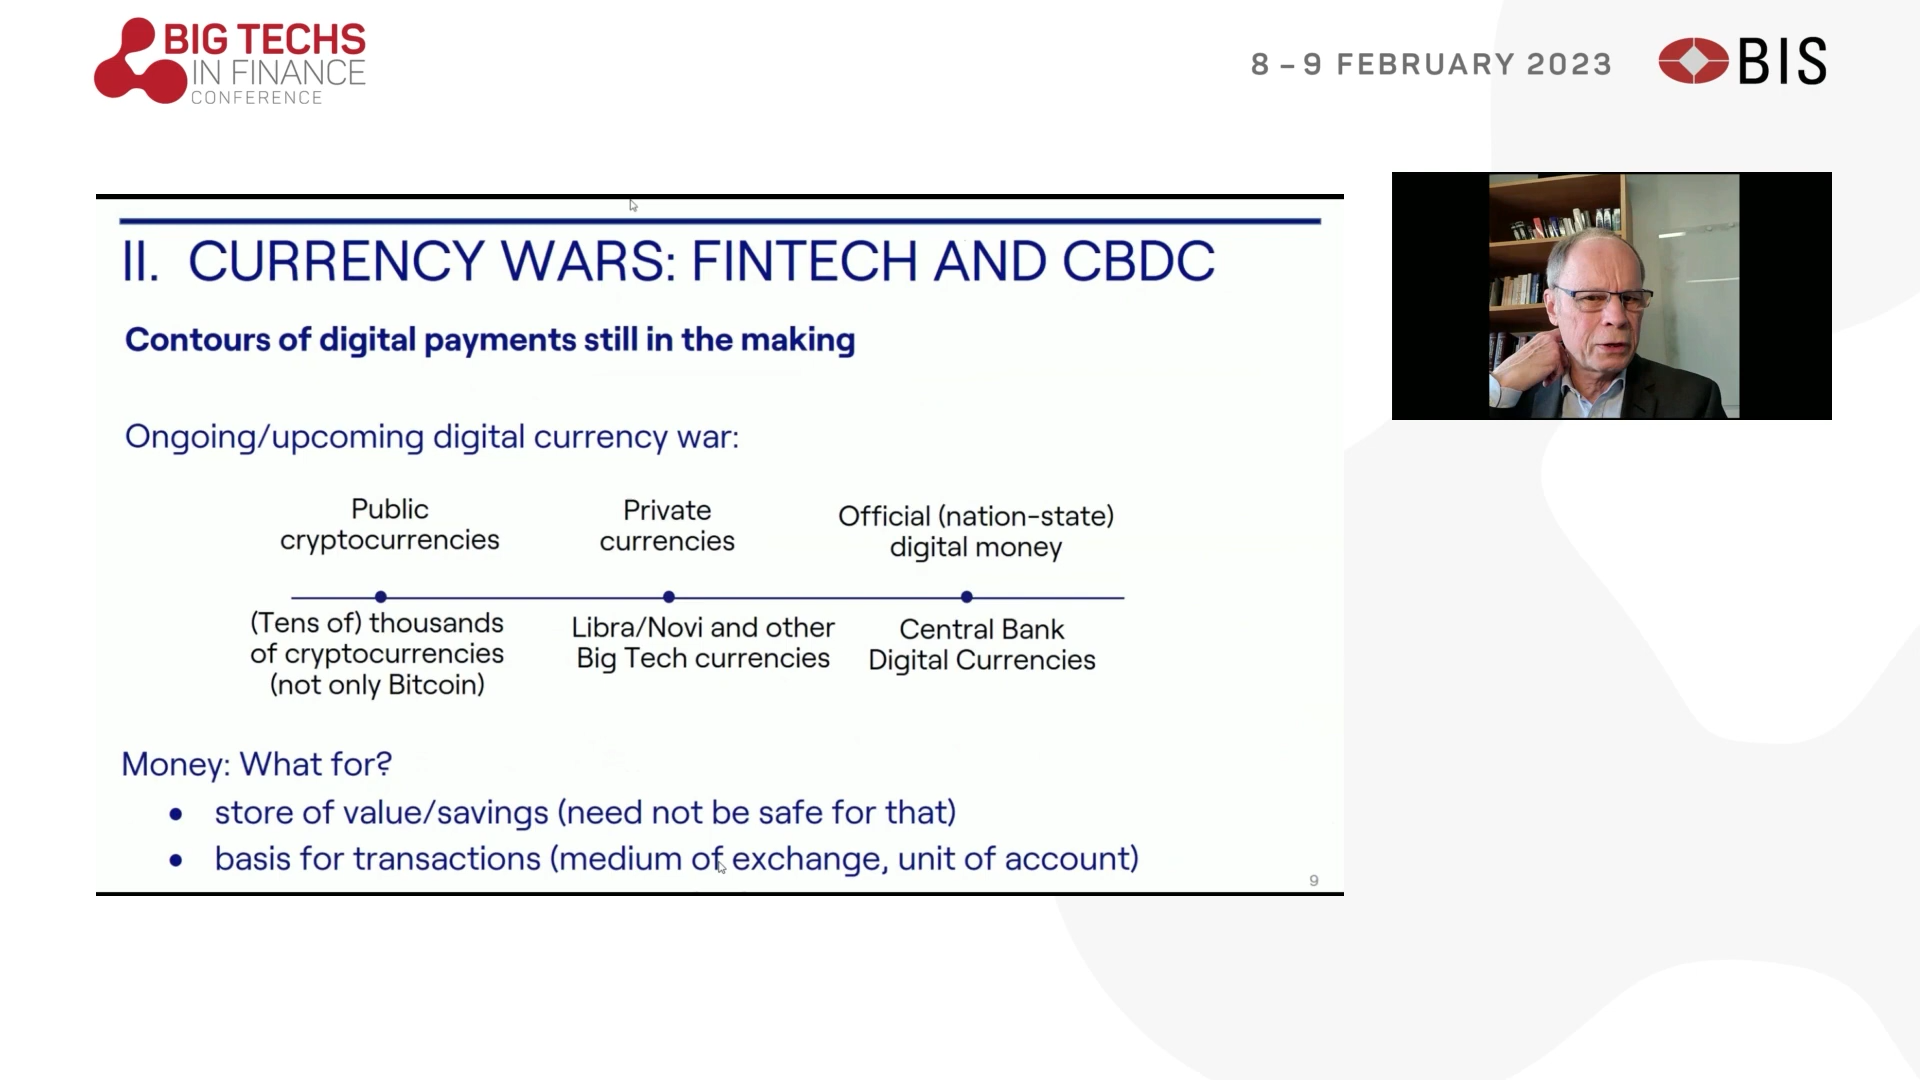 BIG TECHS
IN FINANCE
CONFERENCE
8 – 9 FEBRUARY 2023
BIS
II. CURRENCY WARS: FINTECH AND CBDC
Contours of digital payments still in the making
Ongoing/upcoming digital currency war:
Public
cryptocurrencies
Private
currencies
Official (nation-state)
digital money
(Tens of) thousands
of cryptocurrencies
(not only Bitcoin)
Libra/Novi and other
Big Tech currencies
Central Bank
Digital Currencies
Money: What for?
• store of value/savings (need not be safe for that)
• basis for transactions (medium of exchange, unit of account)
9